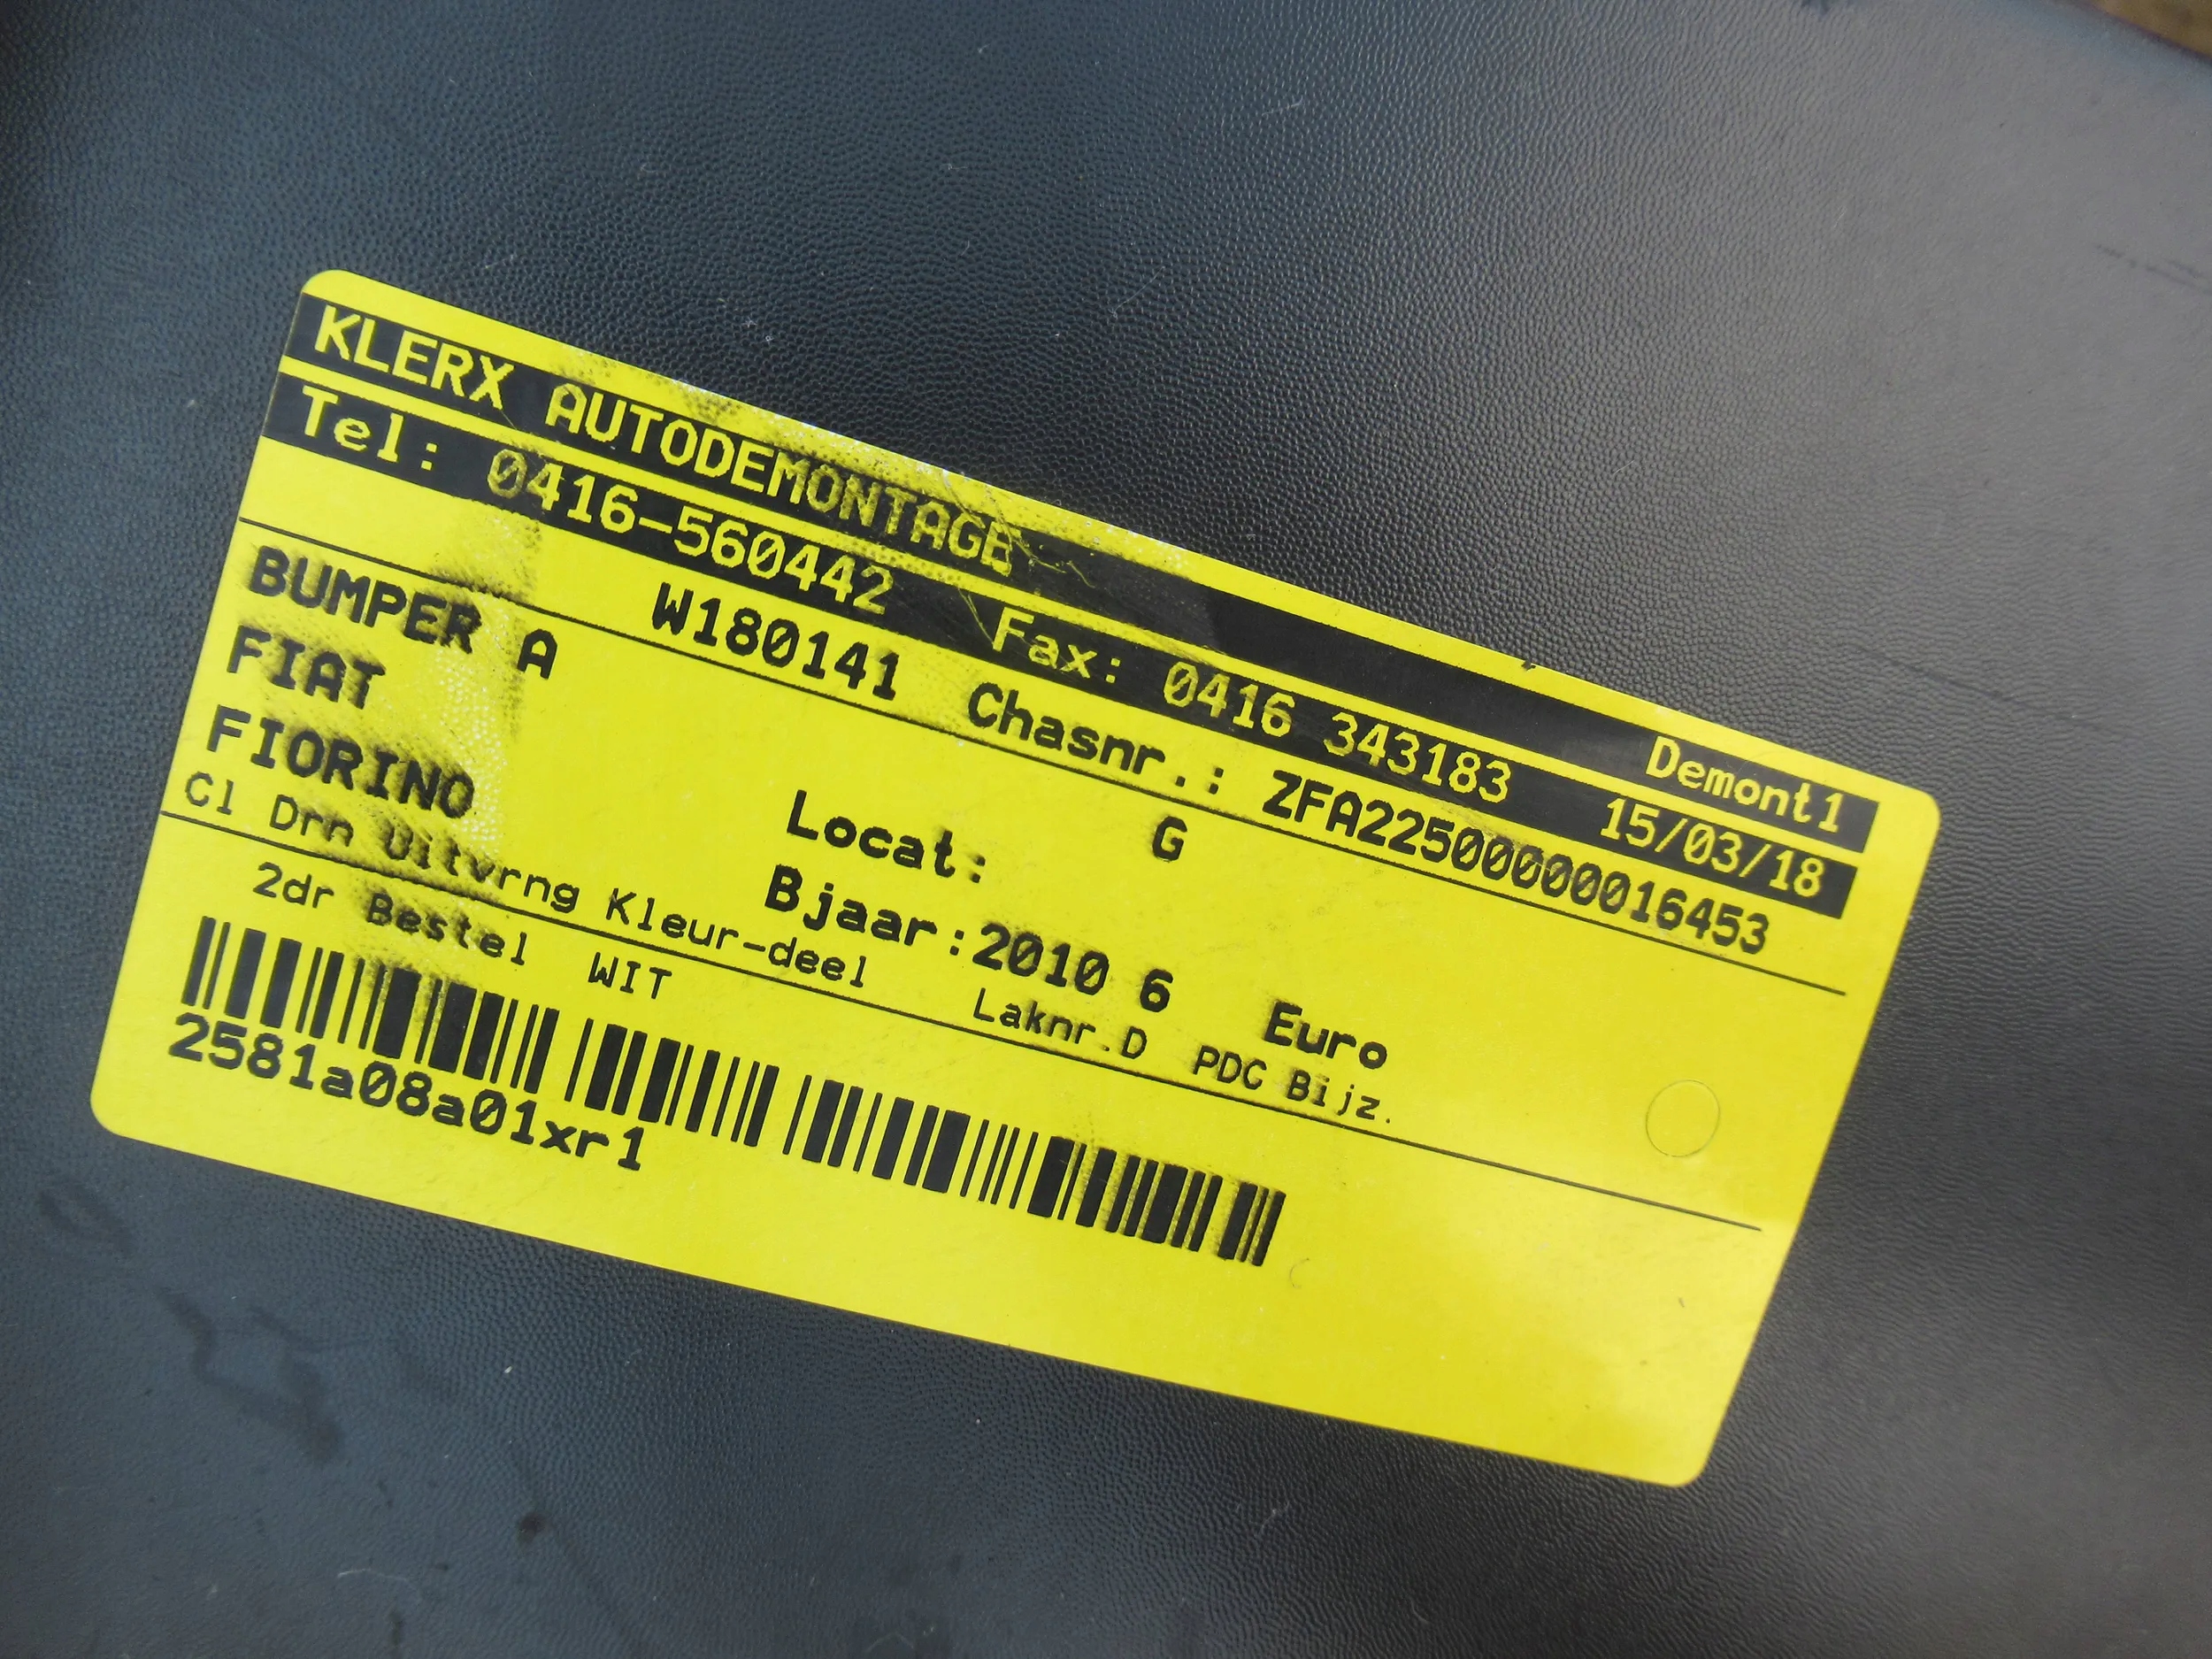 KLERX AUTODEMONTAGE Demont1
Tel: 0416-560442 Fax: 0416 343183 15/03/18
W180141 Chasnr.: ZFA22500000016453
BUMPER A
FIAT Locat: G
FIORINO Bjaar:2010 6 Euro
Cl Drn Uitvrng Kleur-deel Laknr.D PDC Bijz.
2dr Bestel WIT
2581a08a01xr1